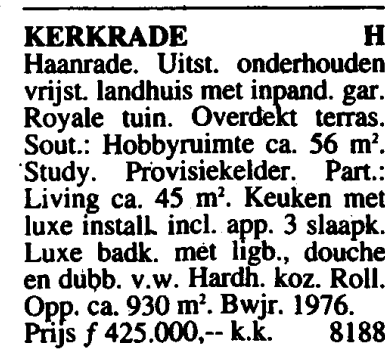 KERKRADE H
Haanrade. Uitst. onderhouden
vrijst. landhuis met inpand. gar.
Royale tuin. Overdekt terras.
Sout.: Hobbyruimte ca. 56 m².
Study. Provisiekelder. Part.:
Living ca. 45 m². Keuken met
luxe install. incl. app. 3 slaapk.
Luxe badk. met ligb., douche
en dubb. v.w. Hardh. koz. Roll.
Opp. ca. 930 m². Bwjr. 1976.
Prijs ƒ 425.000,-- k.k. 8188